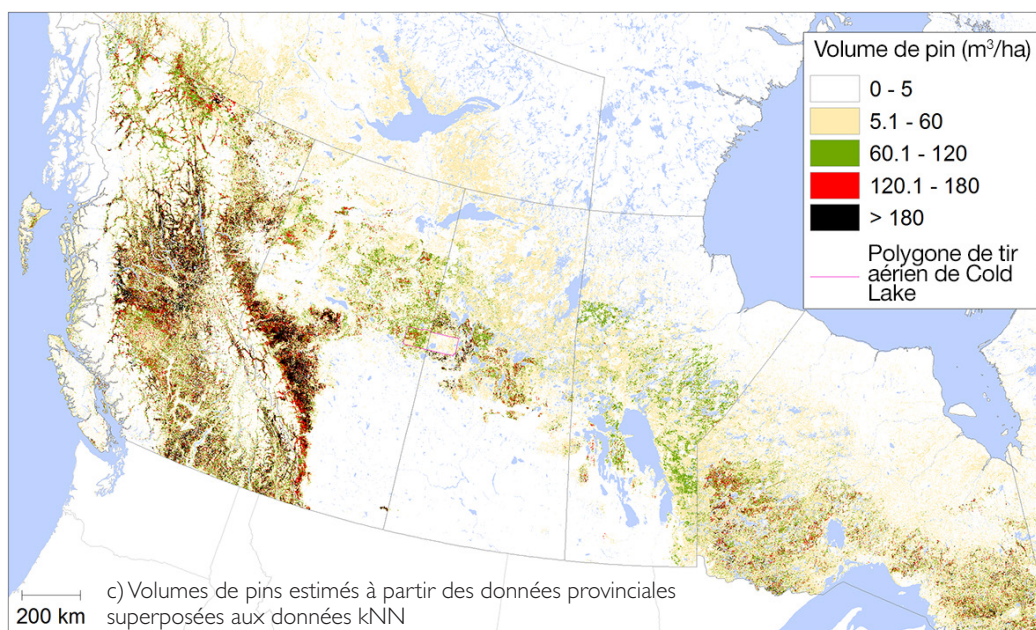 Volume de pin (m³/ha)
0 - 5
5.1 - 60
60.1 - 120
120.1 - 180
> 180
Polygone de tir
aérien de Cold
Lake
200 km
c) Volumes de pins estimés à partir des données provinciales
superposées aux données kNN